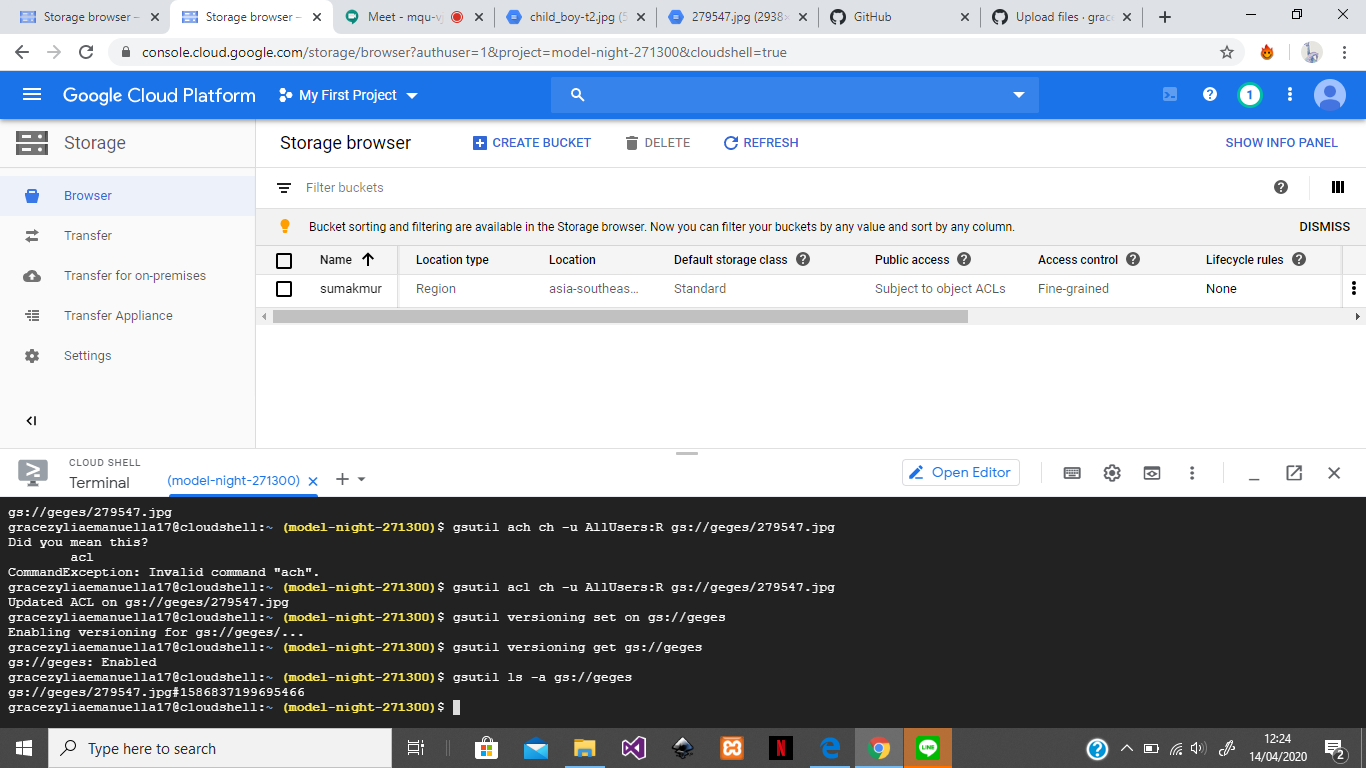 Storage browser –
Storage browser –
Meet - mqu-v
child_boy-t2.jpg (5
279547.jpg (2938×
GitHub
Upload files · grac
console.cloud.google.com/storage/browser?authuser=1&project=model-night-271300&cloudshell=true
Google Cloud Platform
My First Project
1
Storage
Storage browser
CREATE BUCKET
DELETE
REFRESH
SHOW INFO PANEL
Browser
Transfer
Transfer for on-premises
Transfer Appliance
Settings
Filter buckets
Bucket sorting and filtering are available in the Storage browser. Now you can filter your buckets by any value and sort by any column.
DISMISS
Name Location type Location Default storage class Public access Access control Lifecycle rules
sumakmur Region asia-southeas... Standard Subject to object ACLs Fine-grained None
CLOUD SHELL
Terminal
(model-night-271300)
Open Editor
gs://geges/279547.jpg
gracezyliaemanuella17@cloudshell:~ (model-night-271300)$ gsutil ach ch -u AllUsers:R gs://geges/279547.jpg
Did you mean this?
acl
CommandException: Invalid command "ach".
gracezyliaemanuella17@cloudshell:~ (model-night-271300)$ gsutil acl ch -u AllUsers:R gs://geges/279547.jpg
Updated ACL on gs://geges/279547.jpg
gracezyliaemanuella17@cloudshell:~ (model-night-271300)$ gsutil versioning set on gs://geges
Enabling versioning for gs://geges/...
gracezyliaemanuella17@cloudshell:~ (model-night-271300)$ gsutil versioning get gs://geges
gs://geges: Enabled
gracezyliaemanuella17@cloudshell:~ (model-night-271300)$ gsutil ls -a gs://geges
gs://geges/279547.jpg#1586837199695466
gracezyliaemanuella17@cloudshell:~ (model-night-271300)$
Type here to search
N
LINE
12:24
14/04/2020
2